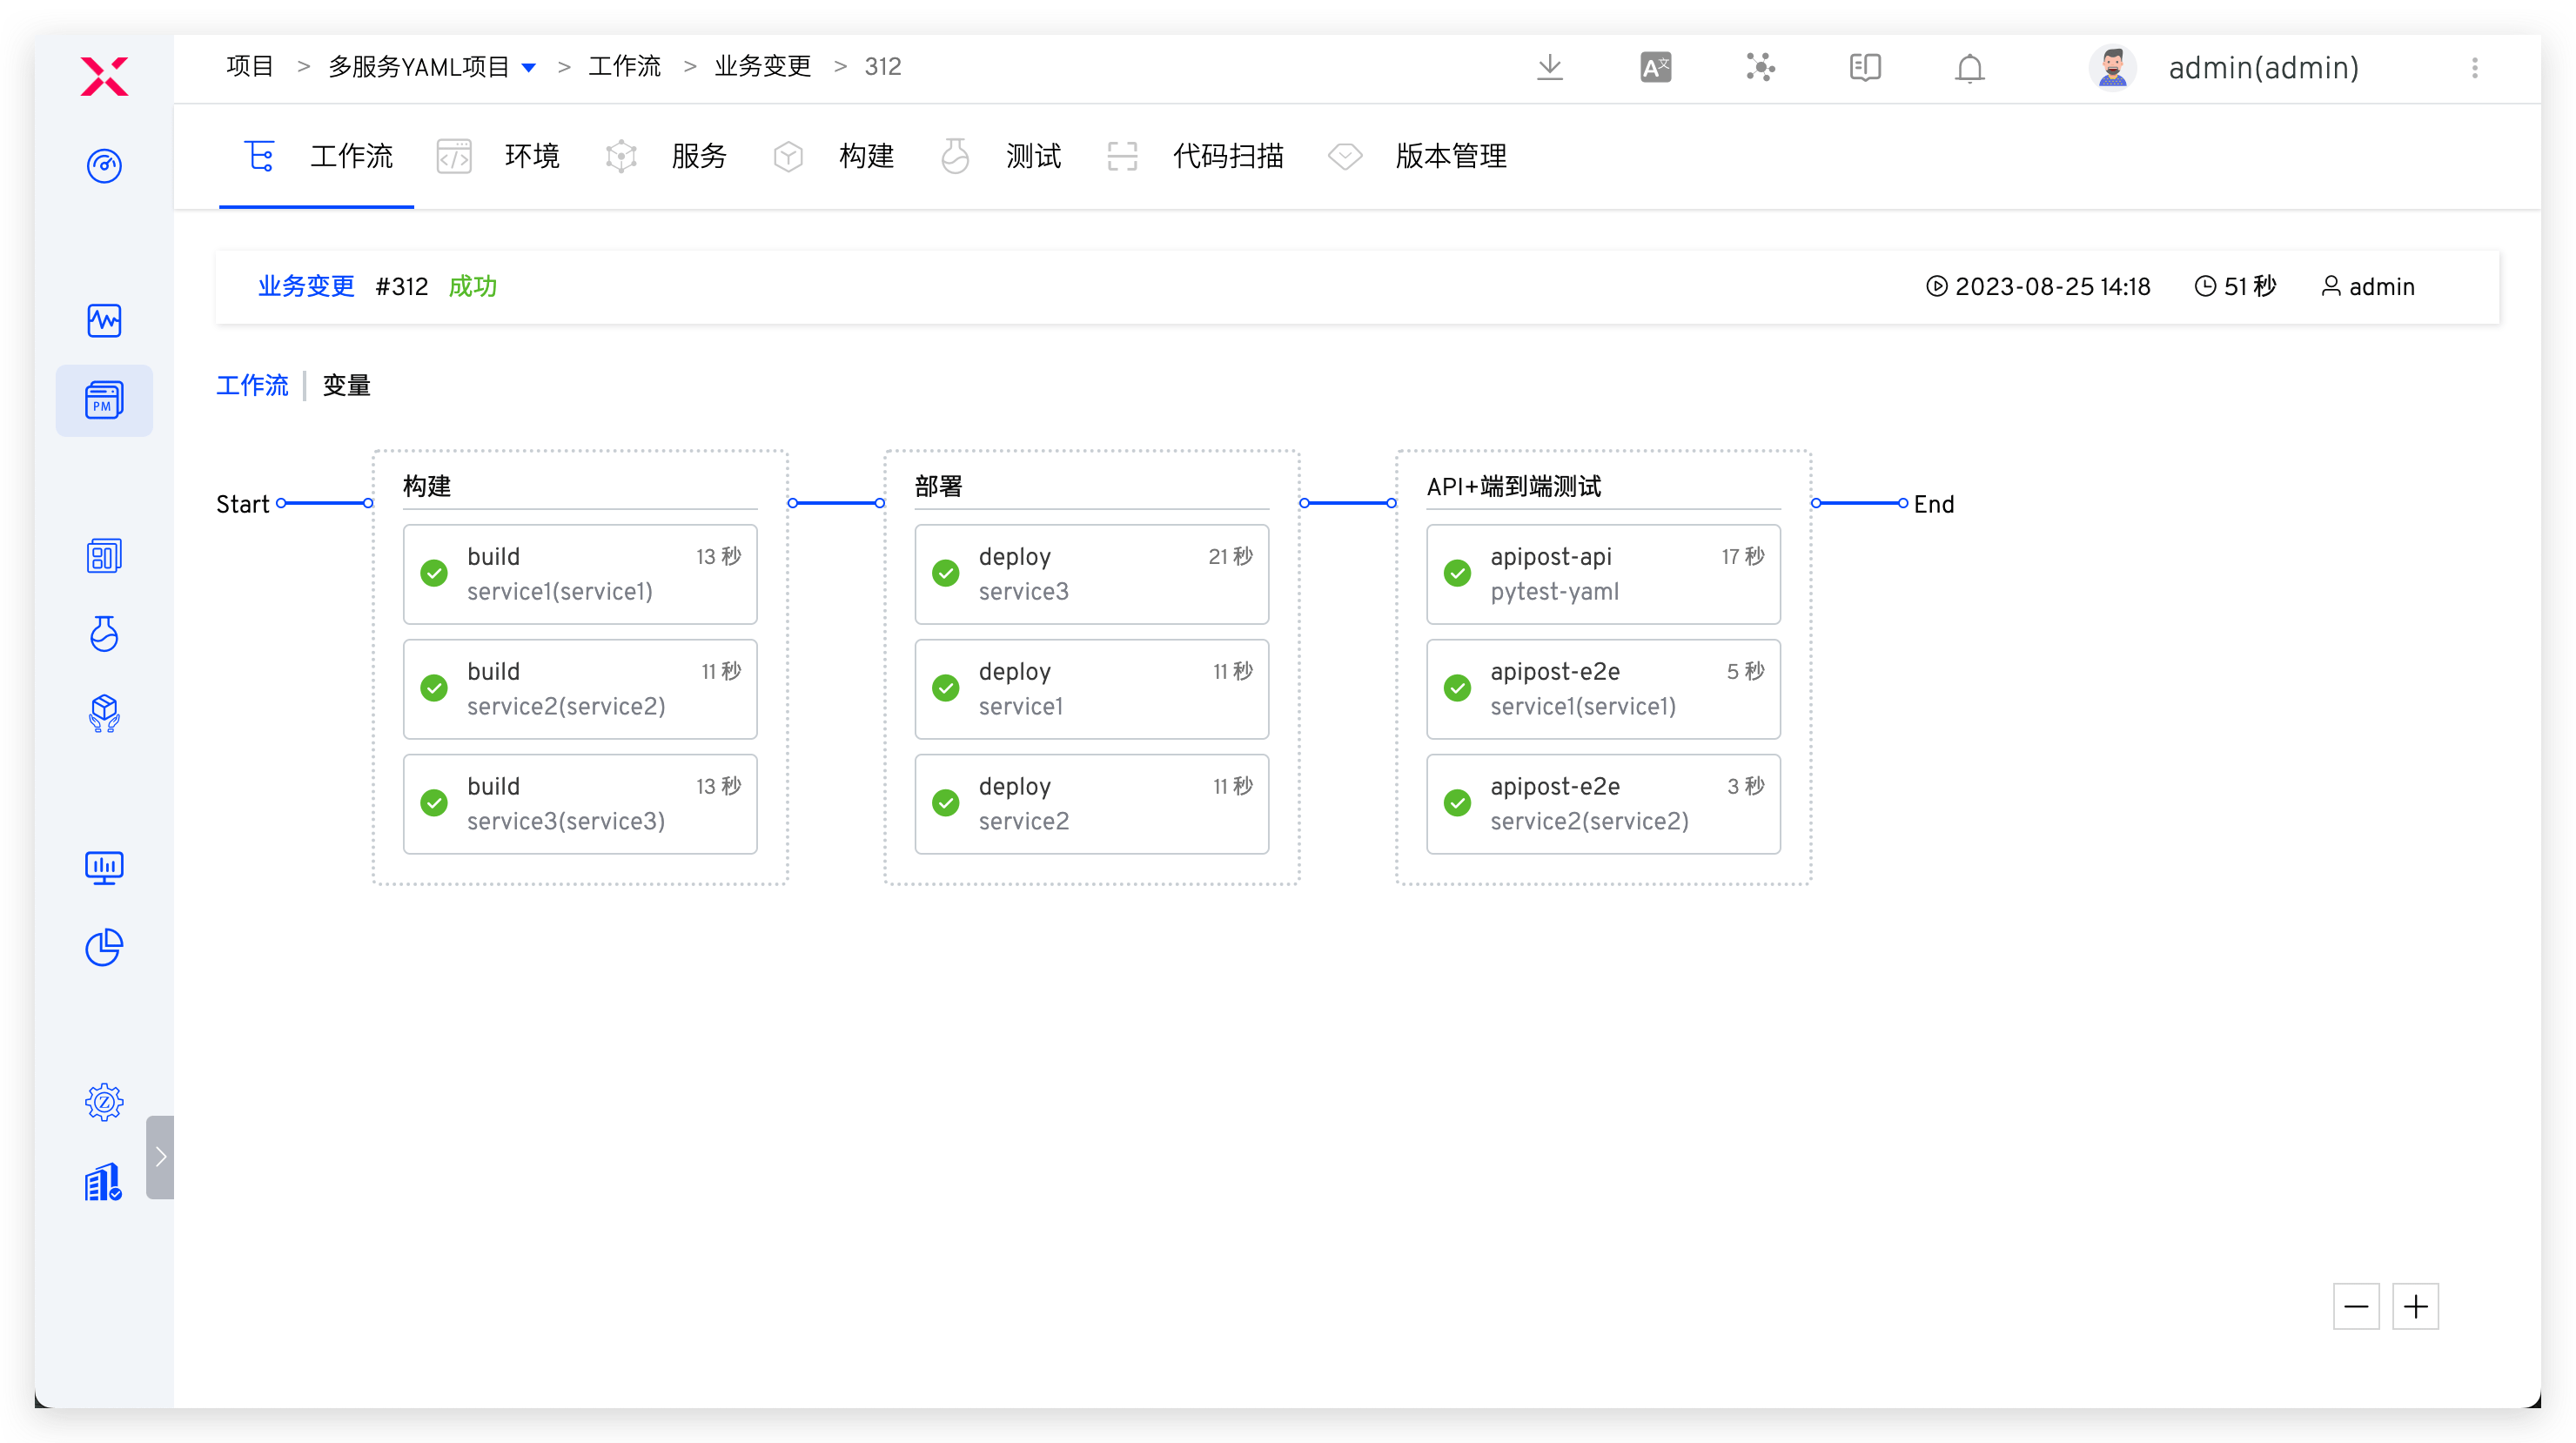 项目 > 多服务YAML项目 > 工作流 > 业务变更 > 312
A文
admin(admin)
工作流 环境 服务 构建 测试 代码扫描 版本管理
业务变更 #312 成功
2023-08-25 14:18 51 秒 admin
PM
工作流 变量
Start
构建
build 13 秒
service1(service1)
build 11 秒
service2(service2)
build 13 秒
service3(service3)
部署
deploy 21 秒
service3
deploy 11 秒
service1
deploy 11 秒
service2
API+端到端测试
apipost-api 17 秒
pytest-yaml
apipost-e2e 5 秒
service1(service1)
apipost-e2e 3 秒
service2(service2)
End
Z